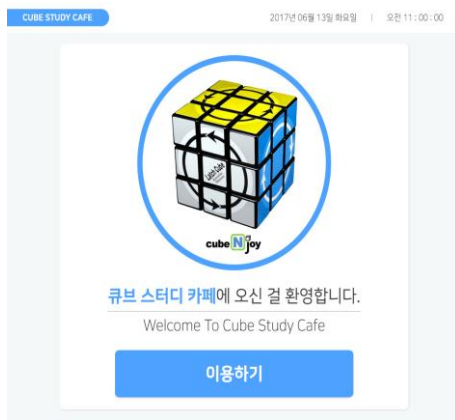 CUBE STUDY CAFE
2017년 06월 13일 화요일 | 오전 11 : 00 : 00
Latch Cube
cube N joy
큐브 스터디 카페에 오신 걸 환영합니다.
Welcome To Cube Study Cafe
이용하기